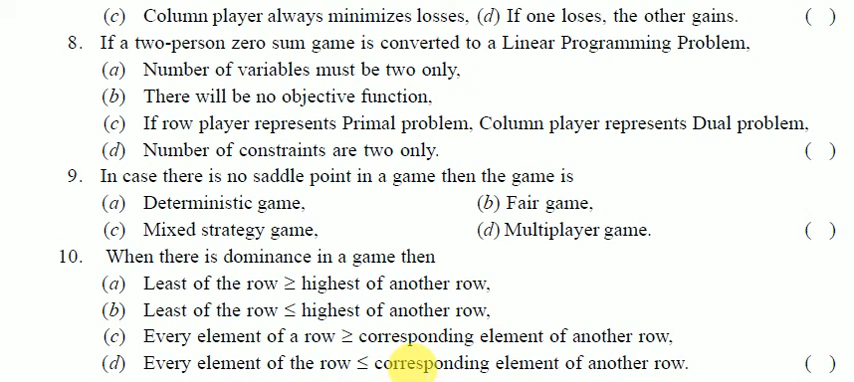 (c) Column player always minimizes losses, (d) If one loses, the other gains. ( )
8. If a two-person zero sum game is converted to a Linear Programming Problem,
(a) Number of variables must be two only,
(b) There will be no objective function,
(c) If row player represents Primal problem, Column player represents Dual problem,
(d) Number of constraints are two only. ( )
9. In case there is no saddle point in a game then the game is
(a) Deterministic game, (b) Fair game,
(c) Mixed strategy game, (d) Multiplayer game. ( )
10. When there is dominance in a game then
(a) Least of the row ≥ highest of another row,
(b) Least of the row ≤ highest of another row,
(c) Every element of a row ≥ corresponding element of another row,
(d) Every element of the row ≤ corresponding element of another row. ( )